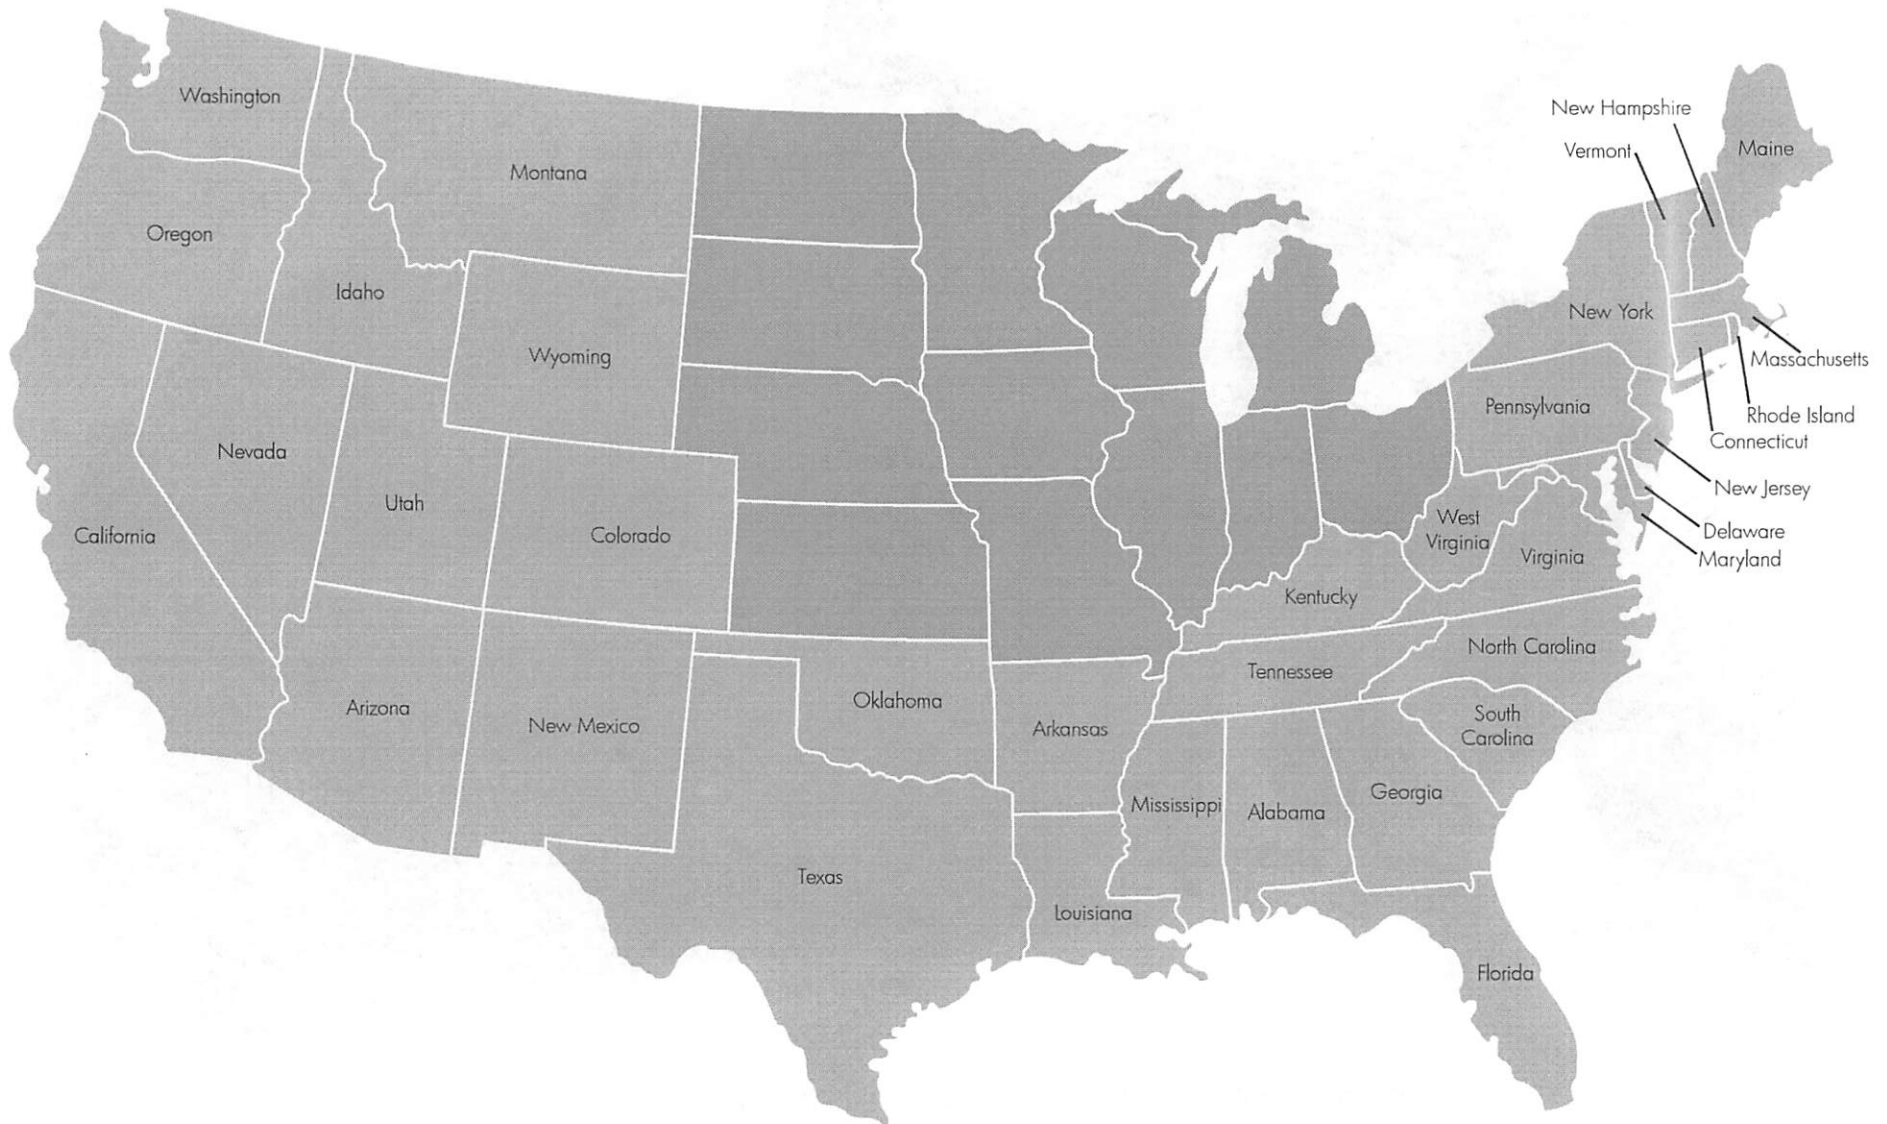 Washington
Montana
Oregon
Idaho
Wyoming
Nevada
Utah
Colorado
California
Arizona
New Mexico
Oklahoma
Texas
Arkansas
Louisiana
Mississippi
Alabama
Georgia
Florida
Tennessee
Kentucky
South
Carolina
North Carolina
West
Virginia
Virginia
Pennsylvania
New York
New Hampshire
Vermont
Maine
Massachusetts
Rhode Island
Connecticut
New Jersey
Delaware
Maryland